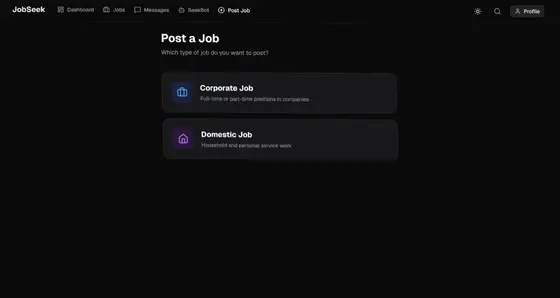 JobSeek
Dashboard
Jobs
Messages
SeekBot
Post Job
Profile
Post a Job
Which type of job do you want to post?
Corporate Job
Full-time or part-time positions in companies
Domestic Job
Household and personal service work